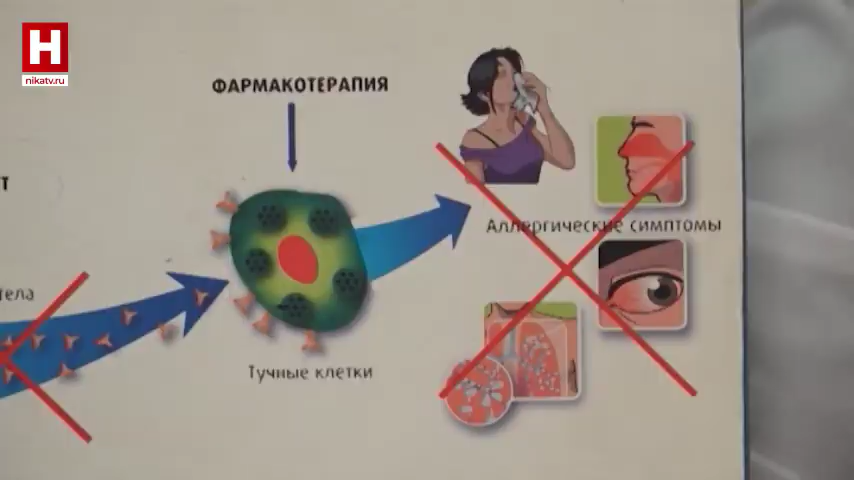 Н
nikatv.ru
ФАРМАКОТЕРАПИЯ
Аллергические симптомы
Тучные клетки